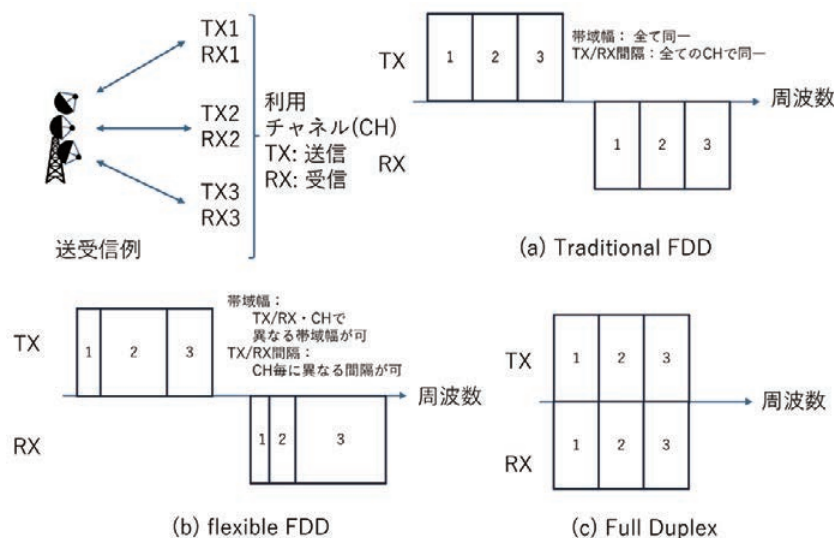 TX1
RX1
TX2
RX2
TX3
RX3
利用
チャネル(CH)
TX: 送信
RX: 受信
送受信例
TX
RX
1 2 3
1 2 3
帯域幅： 全て同一
TX/RX間隔：全てのCHで同一
周波数
(a) Traditional FDD
TX
RX
1 2 3
1 2 3
帯域幅：
TX/RX・CHで
異なる帯域幅が可
TX/RX間隔：
CH毎に異なる間隔が可
周波数
(b) flexible FDD
TX
RX
1 2 3
1 2 3
周波数
(c) Full Duplex